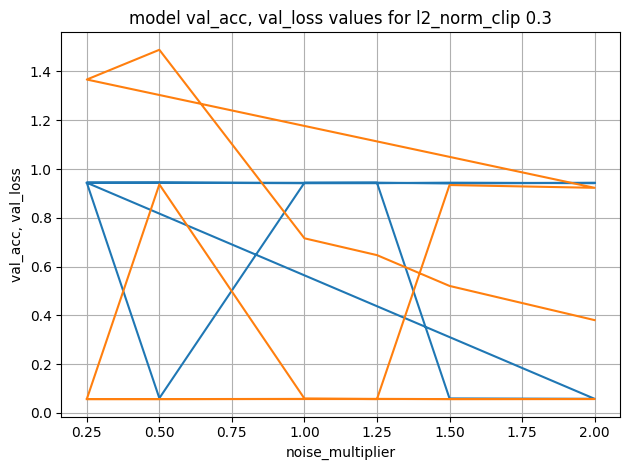 model val_acc, val_loss values for l2_norm_clip 0.3
val_acc, val_loss
1.4
1.2
1.0
0.8
0.6
0.4
0.2
0.0
0.25 0.50 0.75 1.00 1.25 1.50 1.75 2.00
noise_multiplier